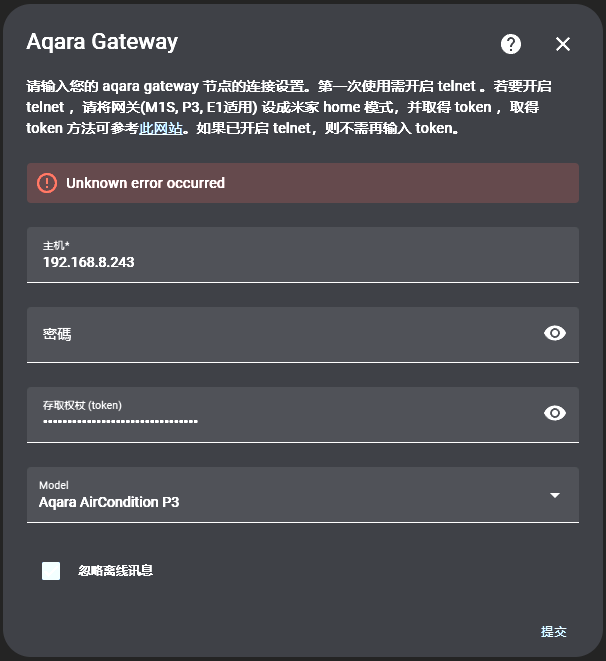 Aqara Gateway
请输入您的 aqara gateway 节点的连接设置。第一次使用需开启 telnet 。若要开启
telnet ，请将网关(M1S, P3, E1适用) 设成米家 home 模式，并取得 token ，取得
token 方法可参考此网站。如果已开启 telnet，则不需再输入 token。
Unknown error occurred
主机*
192.168.8.243
密碼
存取权杖 (token)
••••••••••••••••••••••••••••••••
Model
Aqara AirCondition P3
忽略离线讯息
提交